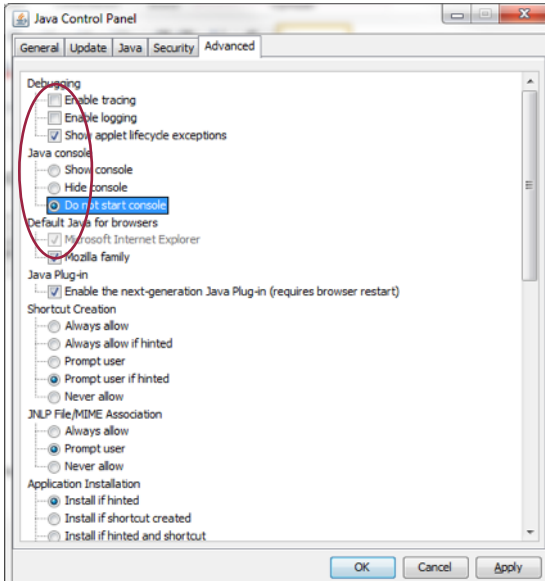 Java Control Panel
General Update Java Security Advanced
Debugging
Enable tracing
Enable logging
Show applet lifecycle exceptions
Java console
Show console
Hide console
Do not start console
Default Java for browsers
Microsoft Internet Explorer
Mozilla family
Java Plug-in
Enable the next-generation Java Plug-in (requires browser restart)
Shortcut Creation
Always allow
Always allow if hinted
Prompt user
Prompt user if hinted
Never allow
JNLP File/MIME Association
Always allow
Prompt user
Never allow
Application Installation
Install if hinted
Install if shortcut created
Install if hinted and shortcut
OK Cancel Apply